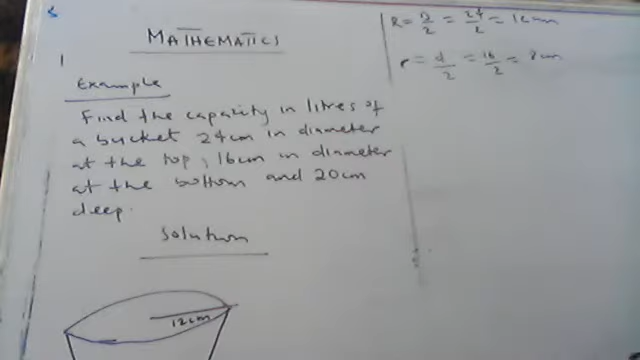 MATHEMATICS
1
Example
Find the capacity in litres of
a bucket 24cm in diameter
at the top, 16cm in diameter
at the bottom and 20cm
deep.
Solution
12cm
R = D/2 = 24/2 = 12cm
r = d/2 = 16/2 = 8cm